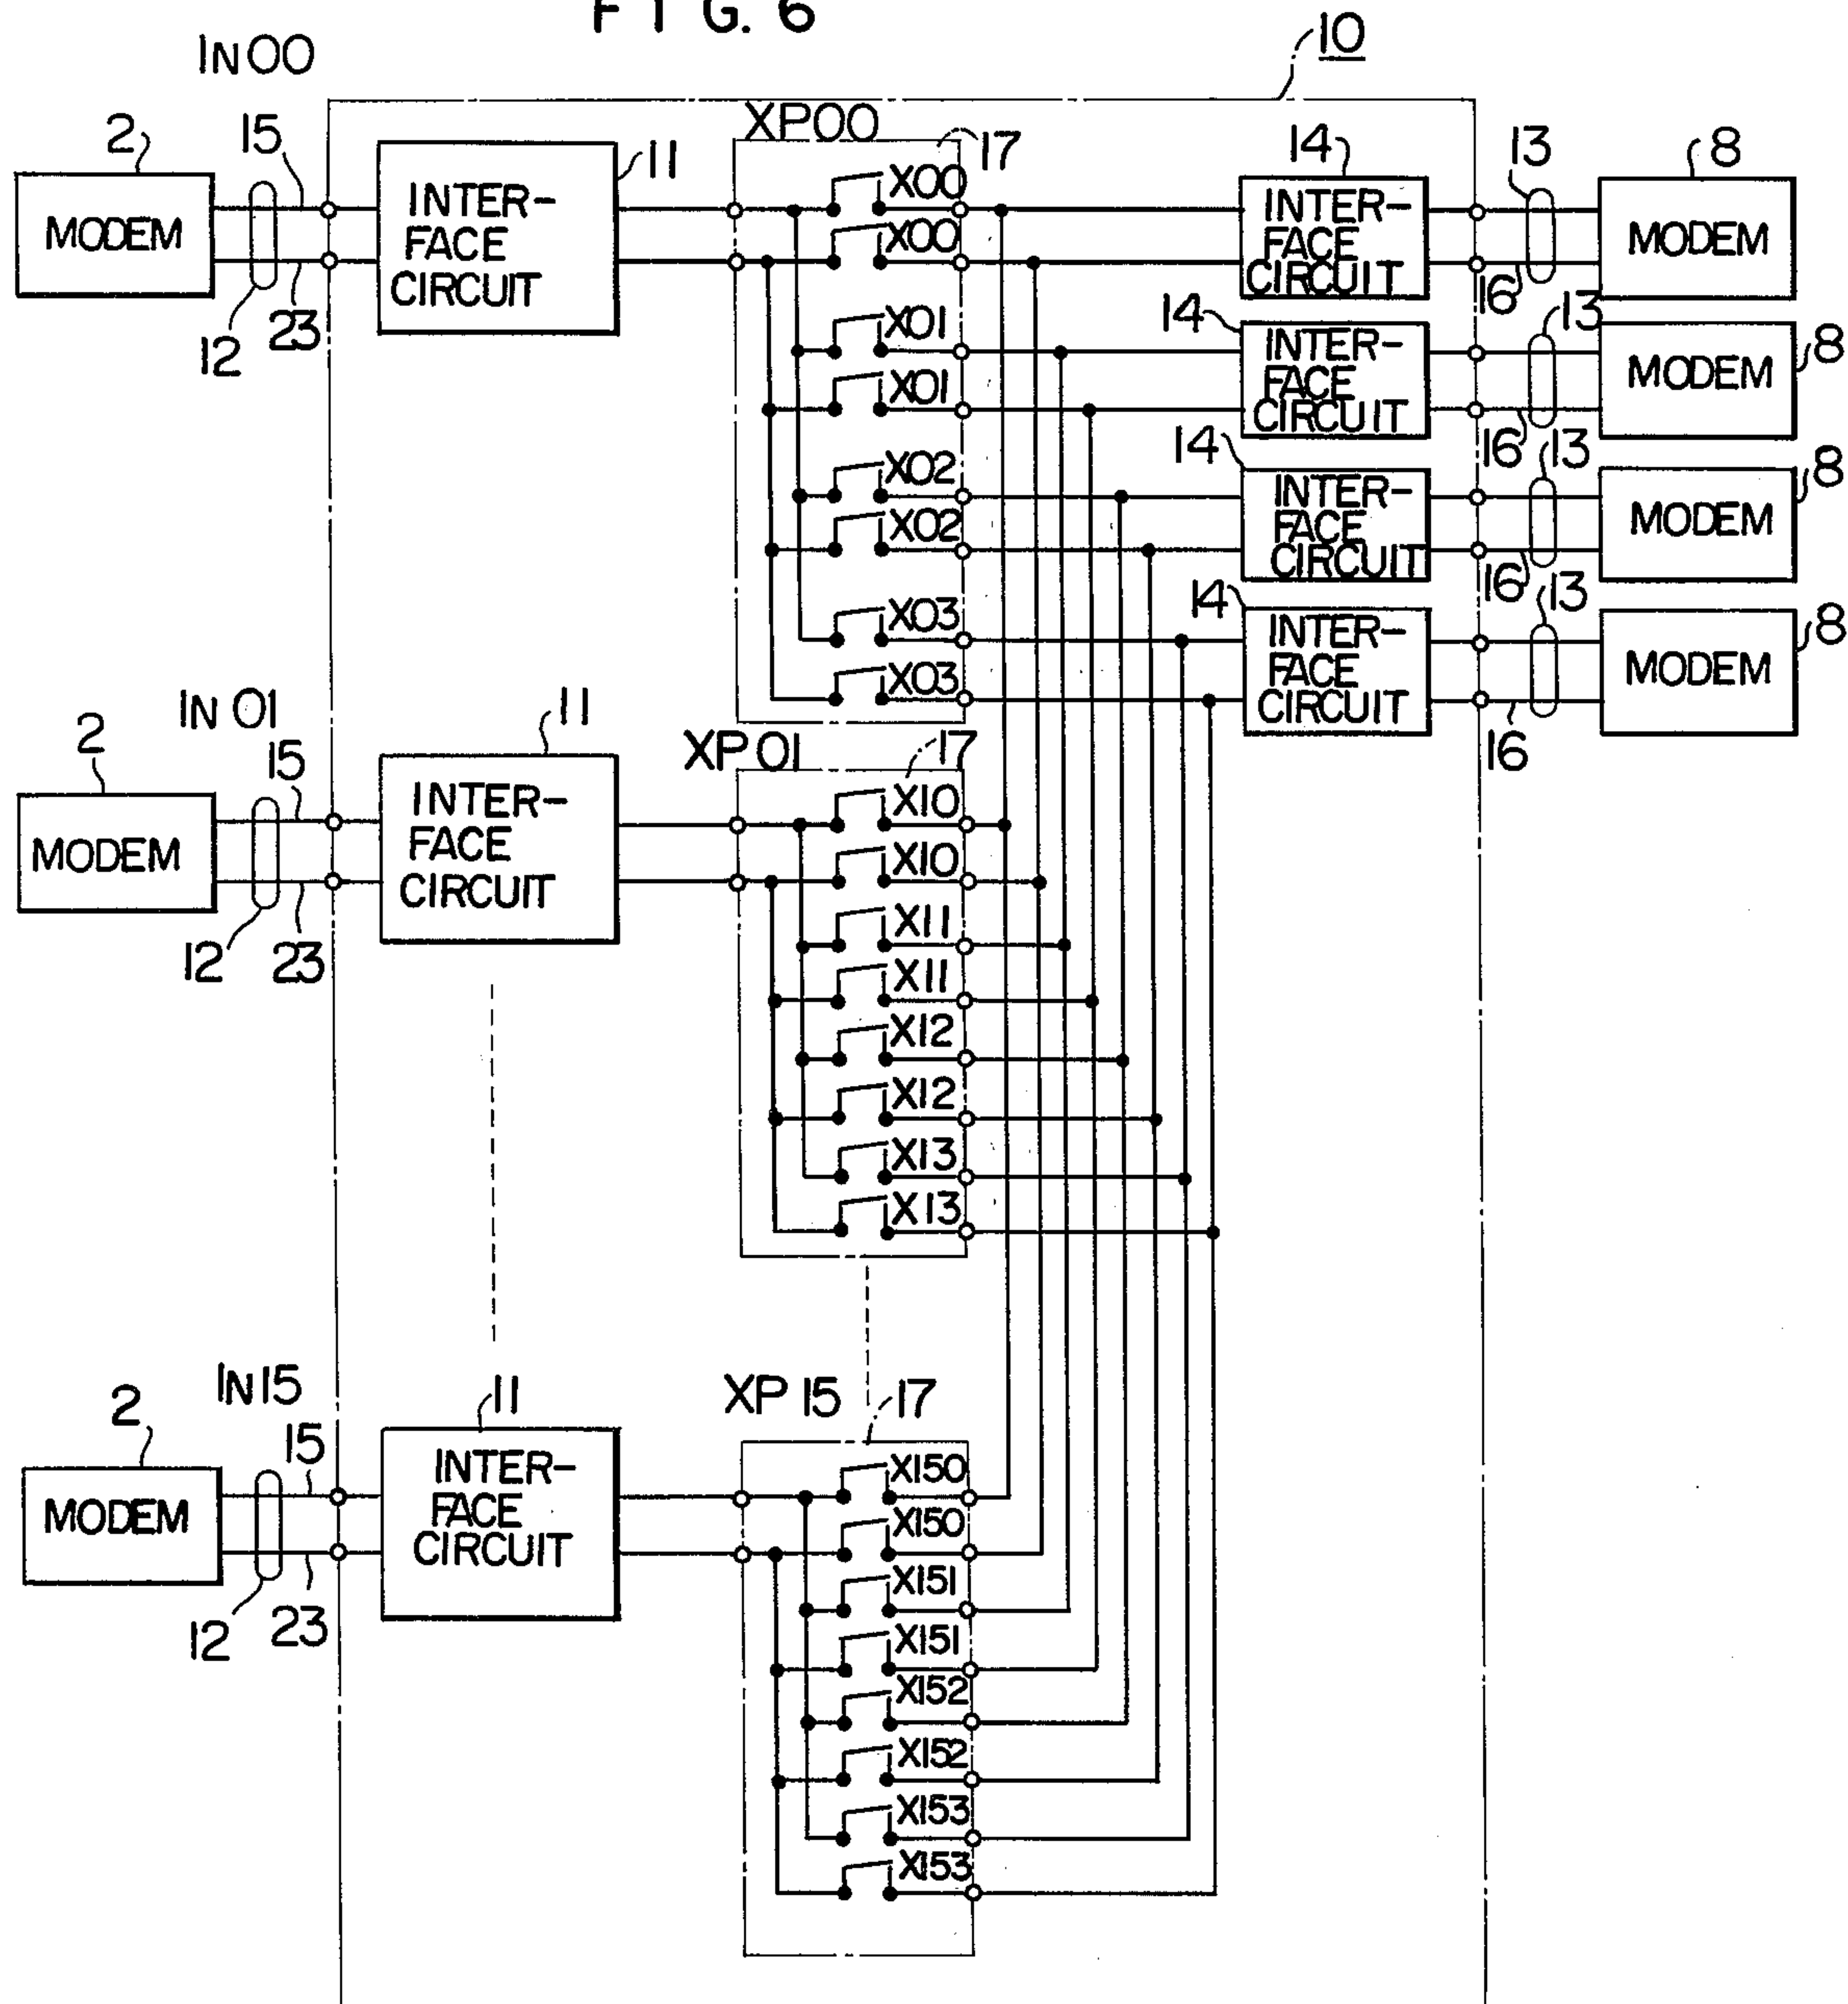 FIG. 6
IN00
10
2
15
11
XP00
17
14
13
8
MODEM
INTER-
FACE
CIRCUIT
X00
X00
INTER-
FACE
CIRCUIT
MODEM
12
23
16
X01
X01
14
INTER-
FACE
CIRCUIT
13
MODEM
8
16
X02
X02
14
INTER-
FACE
CIRCUIT
13
MODEM
8
16
X03
X03
14
INTER-
FACE
CIRCUIT
13
MODEM
8
16
IN01
2
15
11
XP01
17
MODEM
INTER-
FACE
CIRCUIT
12
23
X10
X10
X11
X11
X12
X12
X13
X13
IN15
2
15
11
XP15
17
MODEM
INTER-
FACE
CIRCUIT
12
23
X150
X150
X151
X151
X152
X152
X153
X153